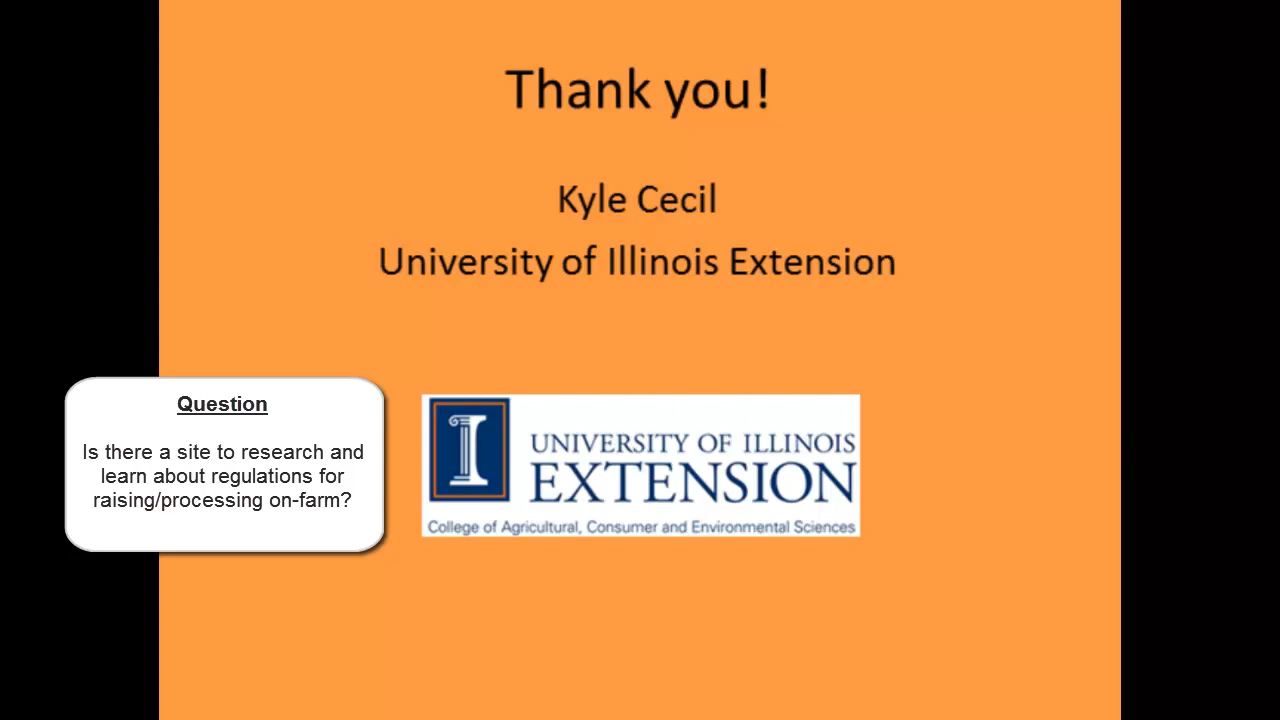 Thank you!
Kyle Cecil
University of Illinois Extension
Question
Is there a site to research and
learn about regulations for
raising/processing on-farm?
I
UNIVERSITY OF ILLINOIS
EXTENSION
College of Agricultural, Consumer and Environmental Sciences